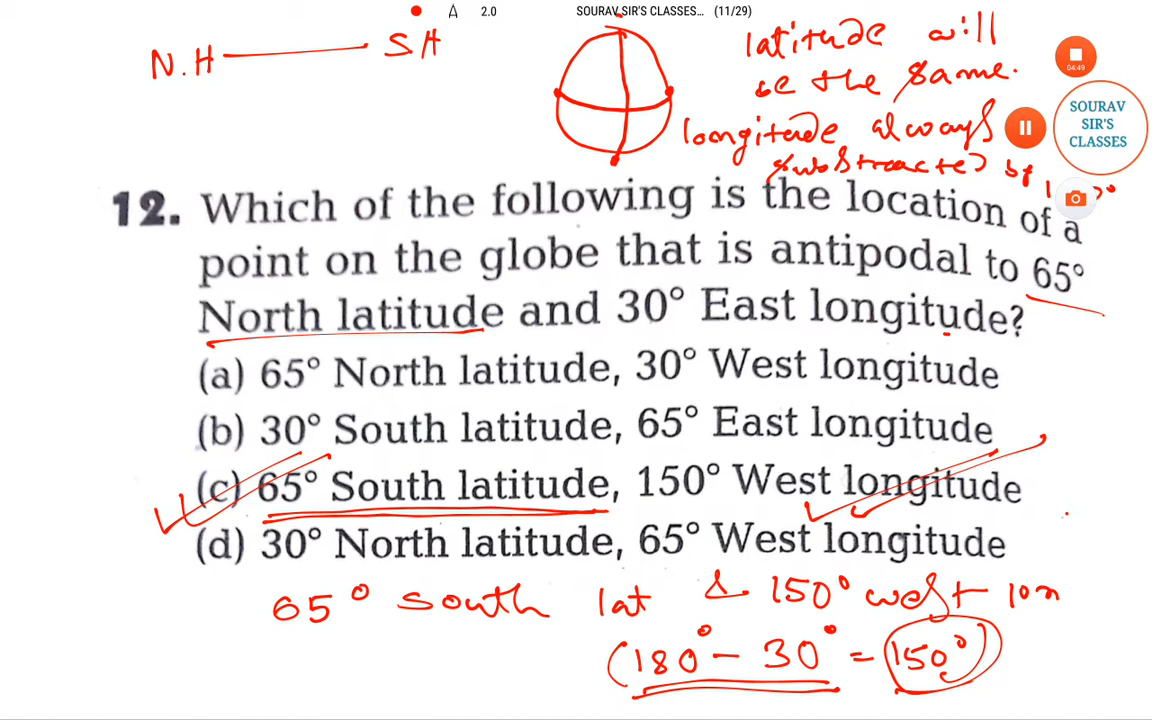 2.0 SOURAV SIR'S CLASSES... (11/29)
N.H SH
latitude will
be the same.
04:49
longitude always
substracted by
SOURAV
SIR'S
CLASSES
12. Which of the following is the location of a
point on the globe that is antipodal to 65°
North latitude and 30° East longitude?
(a) 65° North latitude, 30° West longitude
(b) 30° South latitude, 65° East longitude
(c) 65° South latitude, 150° West longitude
(d) 30° North latitude, 65° West longitude
65° south lat & 150° west lon
(180° - 30° = 150°)